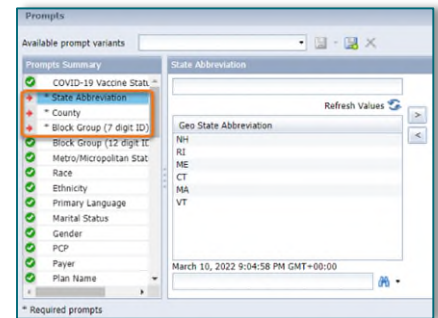 Prompts
Available prompt variants
Prompts Summary
COVID-19 Vaccine Statu
* State Abbreviation
* County
* Block Group (7 digit ID)
Block Group (12 digit IC
Metro/Micropolitan Stat
Race
Ethnicity
Primary Language
Marital Status
Gender
PCP
Payer
Plan Name
* Required prompts
State Abbreviation
Refresh Values
>
<
Geo State Abbreviation
NH
RI
ME
CT
MA
VT
March 10, 2022 9:04:58 PM GMT+00:00